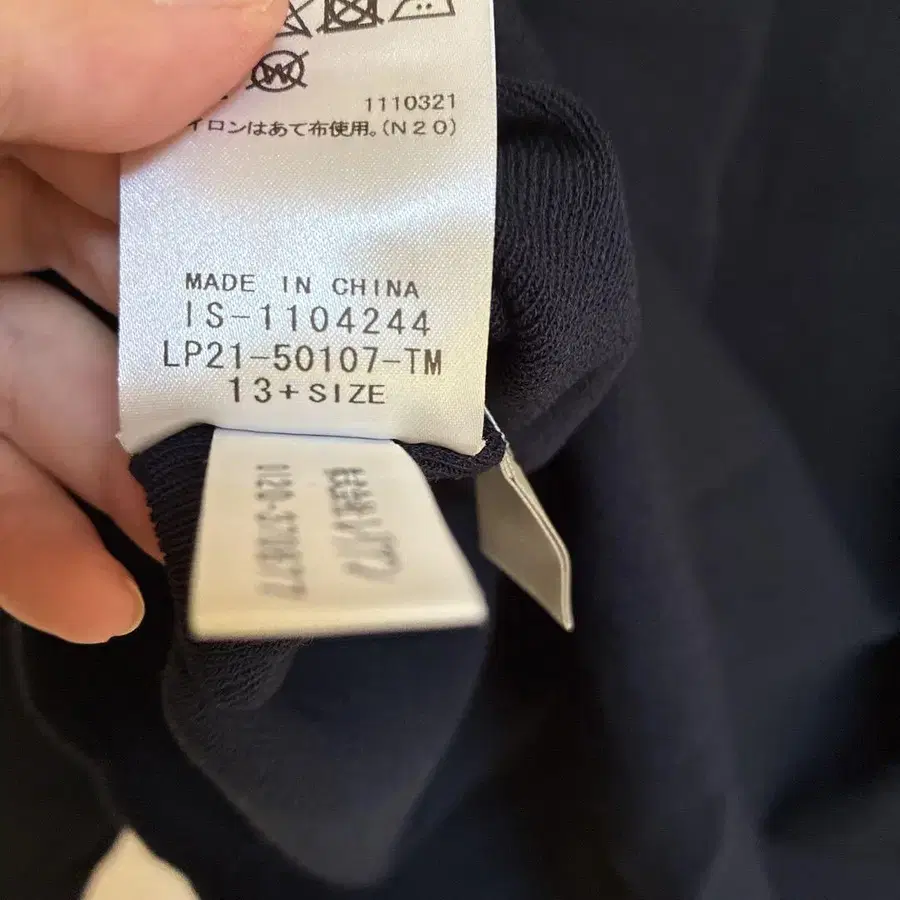 1110321
イロンはあて布使用。(N20)
MADE IN CHINA
IS-1104244
LP21-50107-TM
13+SIZE